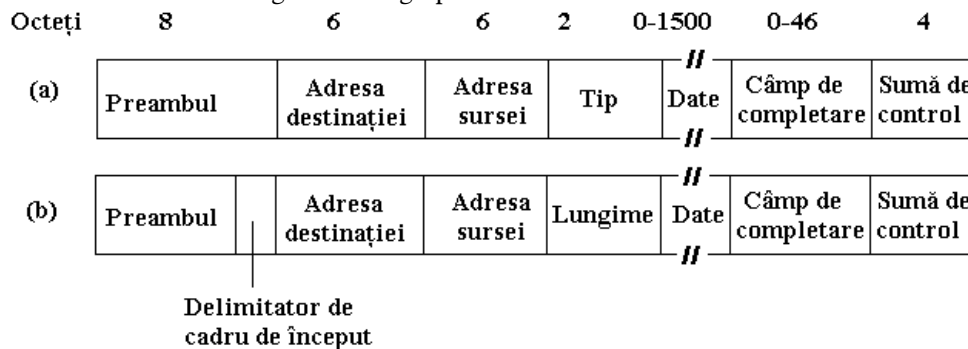 Octeți 8 6 6 2 0-1500 0-46 4
(a) Preambul Adresa destinației Adresa sursei Tip Date Câmp de completare Sumă de control
(b) Preambul Adresa destinației Adresa sursei Lungime Date Câmp de completare Sumă de control
Delimitator de
cadru de început